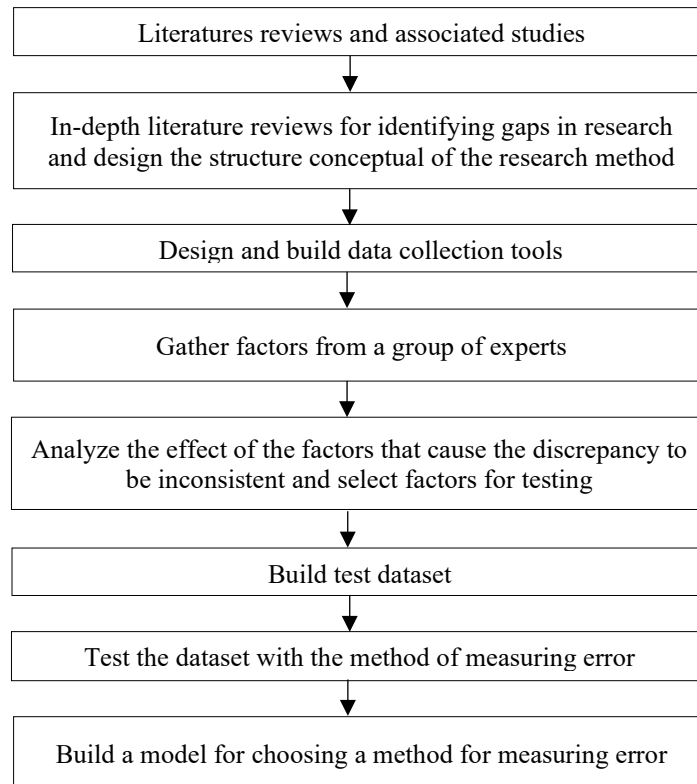 Literatures reviews and associated studies
In-depth literature reviews for identifying gaps in research
and design the structure conceptual of the research method
Design and build data collection tools
Gather factors from a group of experts
Analyze the effect of the factors that cause the discrepancy to
be inconsistent and select factors for testing
Build test dataset
Test the dataset with the method of measuring error
Build a model for choosing a method for measuring error